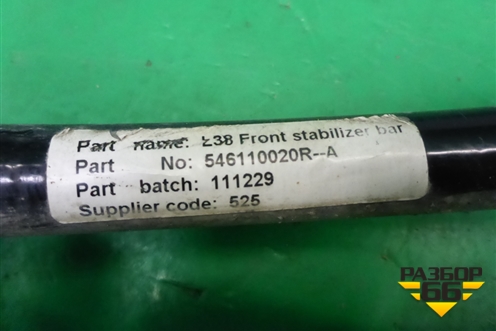 Part name: L38 Front stabilizer bar
Part No: 546110020R--A
Part batch: 111229
Supplier code: 525
РАЗБОР
66